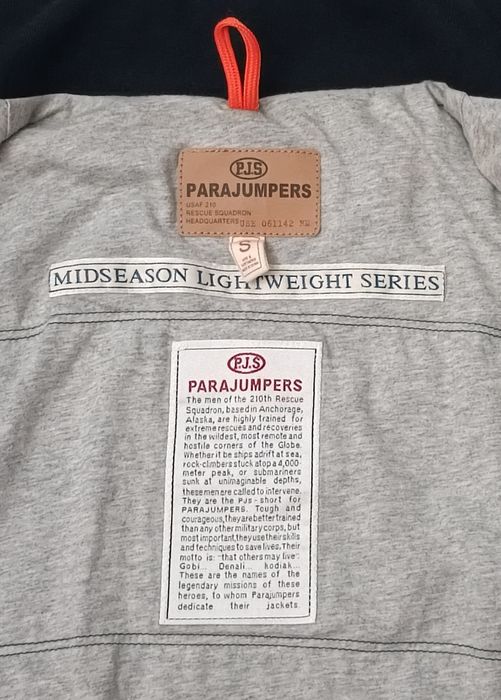 P.J.S
PARAJUMPERS
USAF 210
RESCUE SQUADRON
HEADQUARTERS USE 061142 NM
S
MIDSEASON LIGHTWEIGHT SERIES
P.J.S
PARAJUMPERS
The men of the 210th Rescue
Squadron, based in Anchorage,
Alaska, are highly trained for
extreme rescues and recoveries
in the wildest, most remote and
hostile corners of the Globe.
Whether it be ships adrift at sea,
rock-climbers stuck atop a 4,000-
meter peak, or submariners
sunk at unimaginable depths,
these men are called to intervene.
They are the PJs - short for
PARAJUMPERS. Tough and
courageous, they are better trained
than any other military corps, but
most important, they use their skills
and techniques to save lives. Their
motto is: "that others may live".
Gobi... Denali... kodiak...
These are the names of the
legendary missions of these
heroes, to whom Parajumpers
dedicate their jackets.